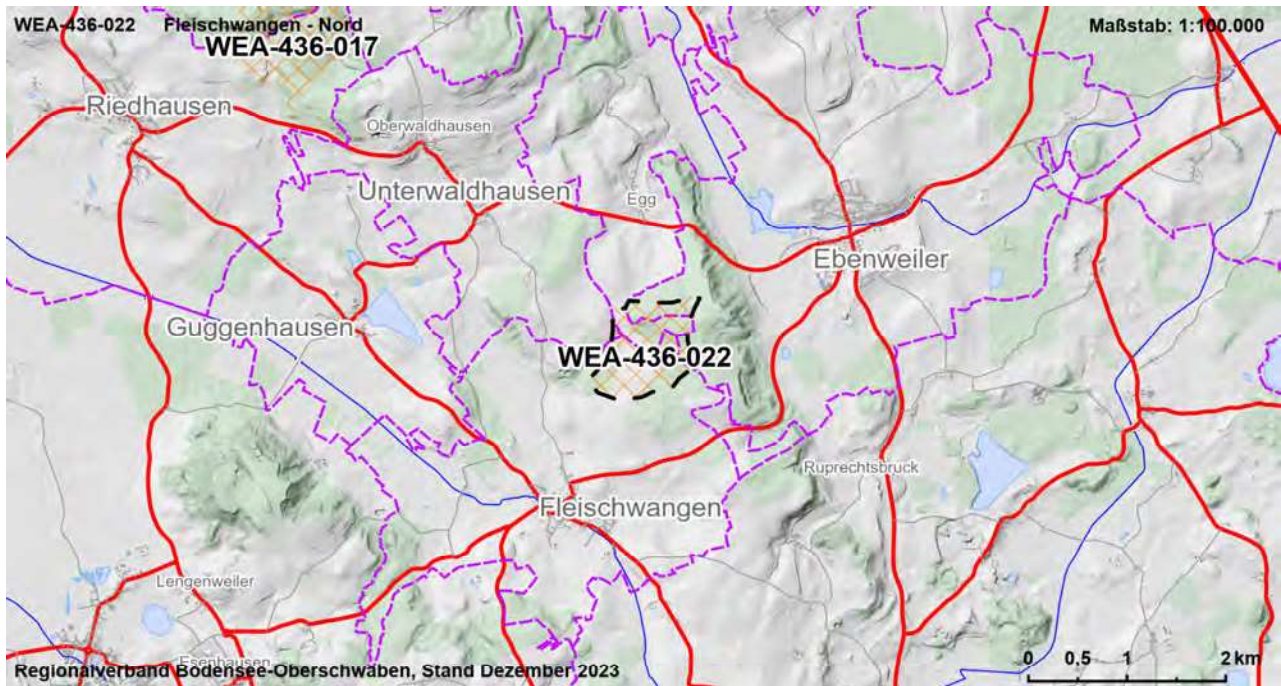 WEA-436-022 Fleischwangen - Nord
Maßstab: 1:100.000
WEA-436-017
Riedhausen
Oberwaldhausen
Unterwaldhausen
Egg
Ebenweiler
Guggenhausen
WEA-436-022
Ruprechtsbruck
Fleischwangen
Lengenweiler
Esenhausen
Regionalverband Bodensee-Oberschwaben, Stand Dezember 2023
0 0,5 1 2 km